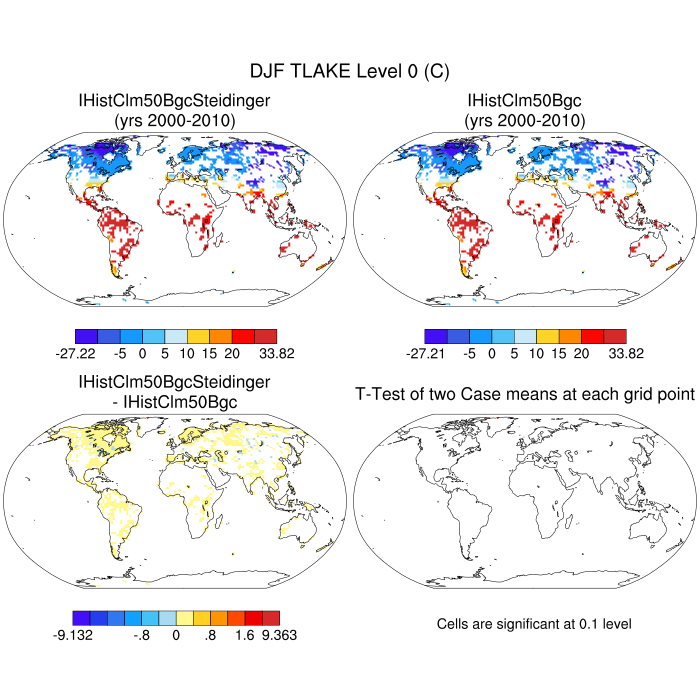 DJF TLAKE Level 0 (C)
IHistClm50BgcSteidinger
(yrs 2000-2010)
IHistClm50Bgc
(yrs 2000-2010)
-27.22 -5 0 5 10 15 20 33.82
-27.21 -5 0 5 10 15 20 33.82
IHistClm50BgcSteidinger
- IHistClm50Bgc
T-Test of two Case means at each grid point
-9.132 -.8 0 .8 1.6 9.363
Cells are significant at 0.1 level